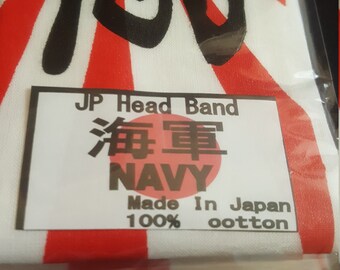 JP Head Band
海軍
NAVY
Made In Japan
100% ootton